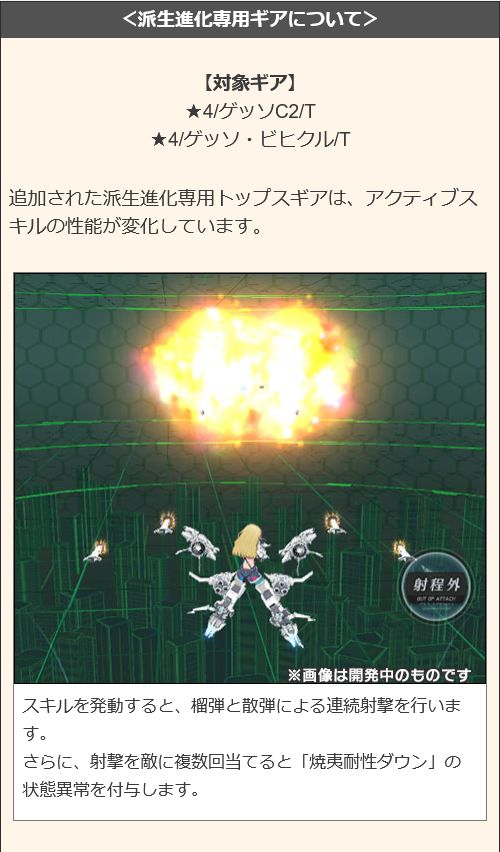 ＜派生進化専用ギアについて＞
【対象ギア】
★4/ゲッソC2/T
★4/ゲッソ・ビヒクル/T
追加された派生進化専用トップスギアは、アクティブス
キルの性能が変化しています。
射程外
OUT OF ATTACK
※画像は開発中のものです
スキルを発動すると、榴弾と散弾による連続射撃を行いま
す。
さらに、射撃を敵に複数回当てると「焼夷耐性ダウン」の
状態異常を付与します。